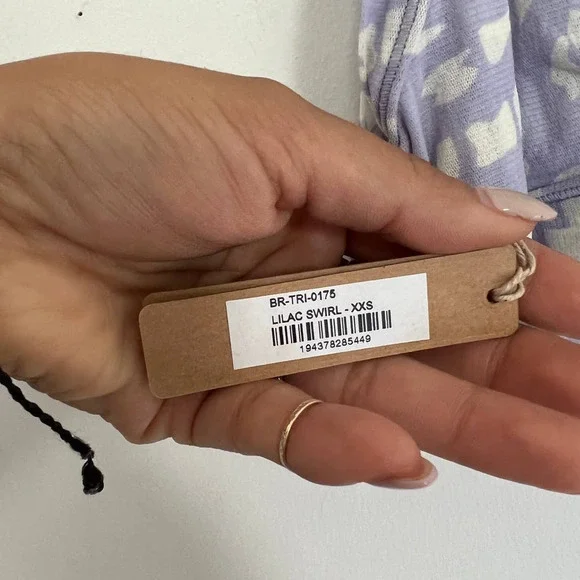 BR-TRI-0175
LILAC SWIRL - XXS
194378285449